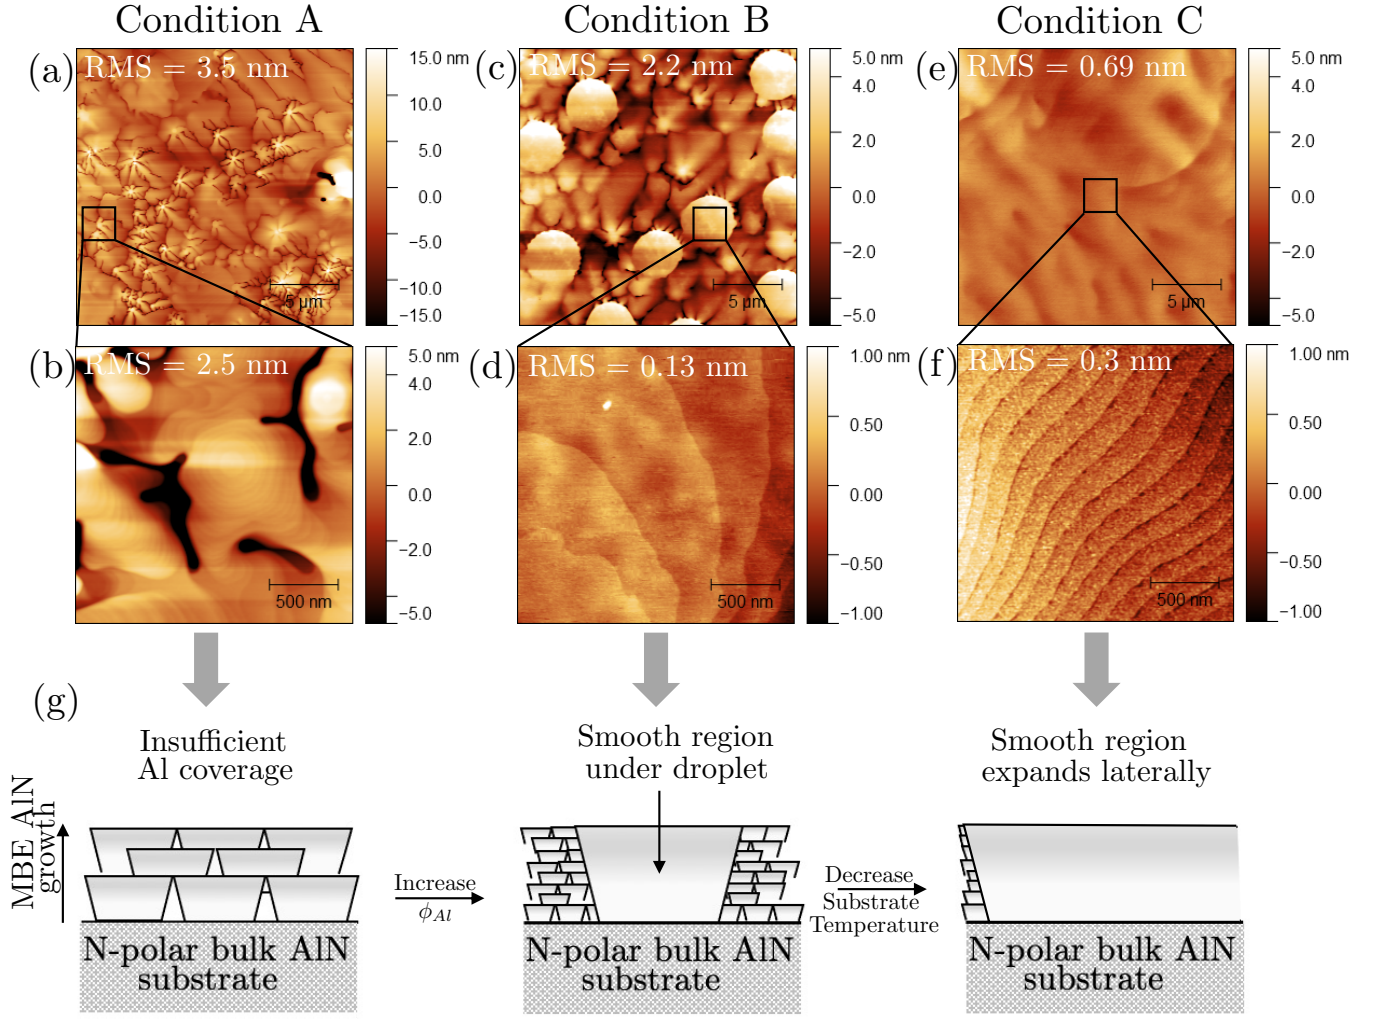 Condition A
Condition B
Condition C
(a)
RMS = 3.5 nm
15.0 nm
10.0
5.0
0.0
−5.0
−10.0
−15.0
5 µm
(c)
RMS = 2.2 nm
5.0 nm
4.0
2.0
0.0
−2.0
−4.0
−5.0
5 µm
(e)
RMS = 0.69 nm
5.0 nm
4.0
2.0
0.0
−2.0
−4.0
−5.0
5 µm
(b)
RMS = 2.5 nm
5.0 nm
4.0
2.0
0.0
−2.0
−5.0
500 nm
(d)
RMS = 0.13 nm
1.00 nm
0.50
0.00
−0.50
−1.00
500 nm
(f)
RMS = 0.3 nm
1.00 nm
0.50
0.00
−0.50
−1.00
500 nm
(g)
Insufficient
Al coverage
Smooth region
under droplet
Smooth region
expands laterally
MBE AlN
growth
Increase
ϕAl
Decrease
Substrate
Temperature
N-polar bulk AlN
substrate
N-polar bulk AlN
substrate
N-polar bulk AlN
substrate